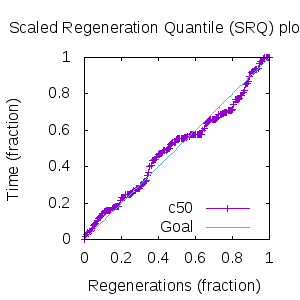 Scaled Regeneration Quantile (SRQ) plo
1
0.8
0.6
0.4
0.2
0
0 0.2 0.4 0.6 0.8 1
Time (fraction)
Regenerations (fraction)
c50
Goal